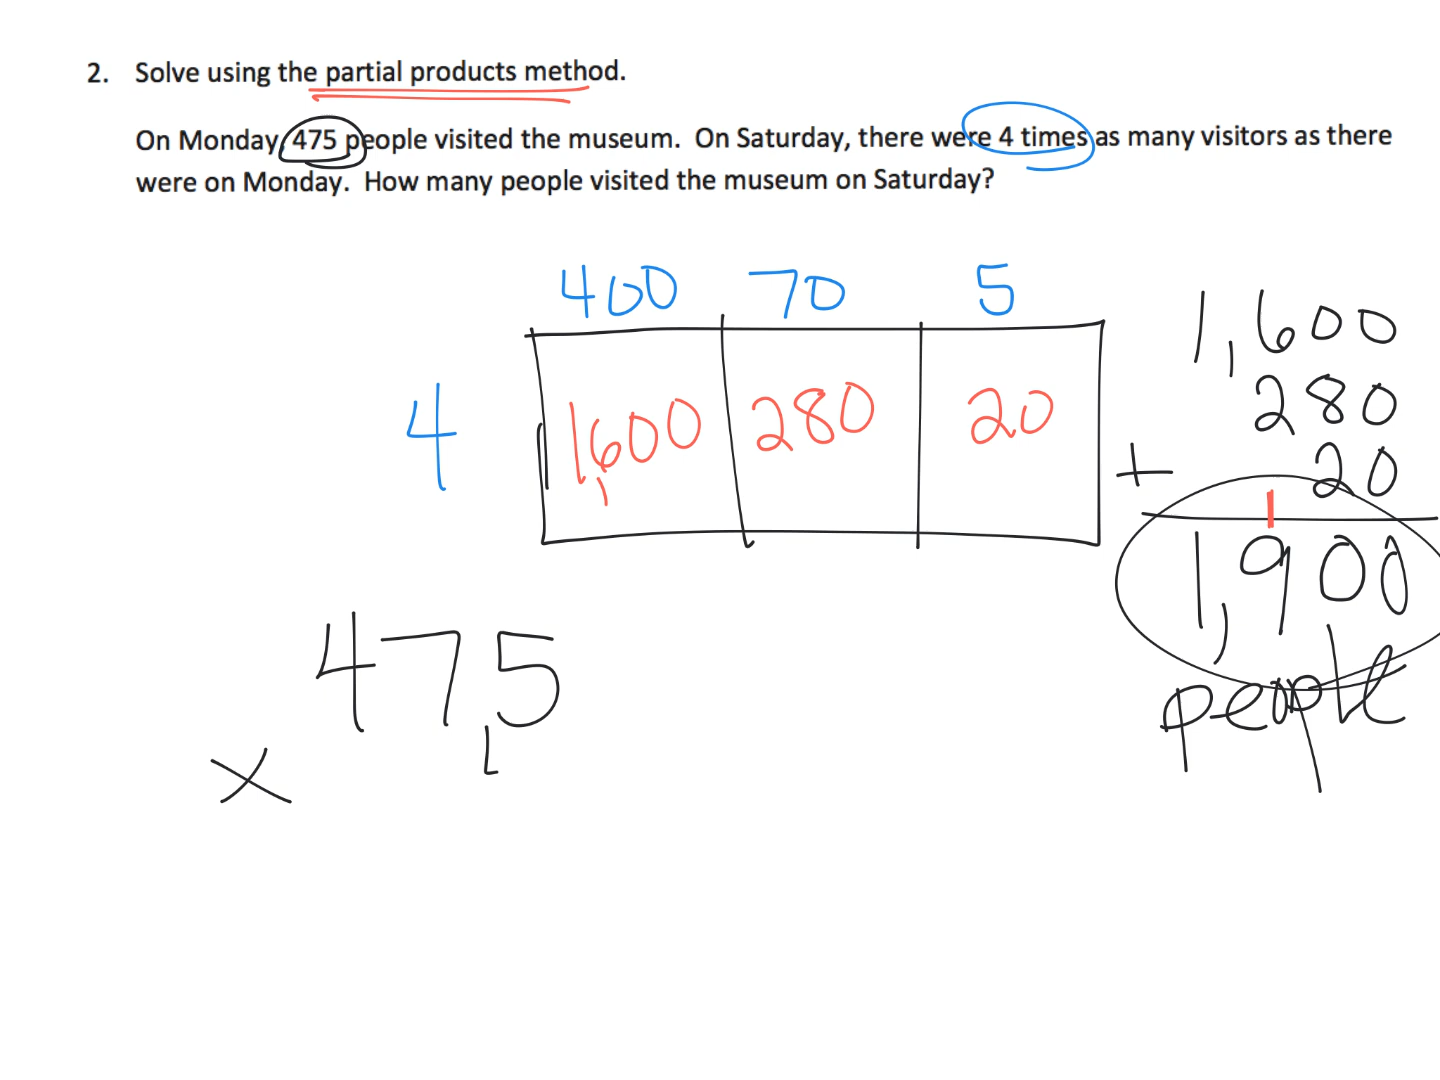 2. Solve using the partial products method.
On Monday, 475 people visited the museum. On Saturday, there were 4 times as many visitors as there
were on Monday. How many people visited the museum on Saturday?
400 70 5
4 1,600 280 20
1,600
280
+ 20
1
1,900
people
475
×